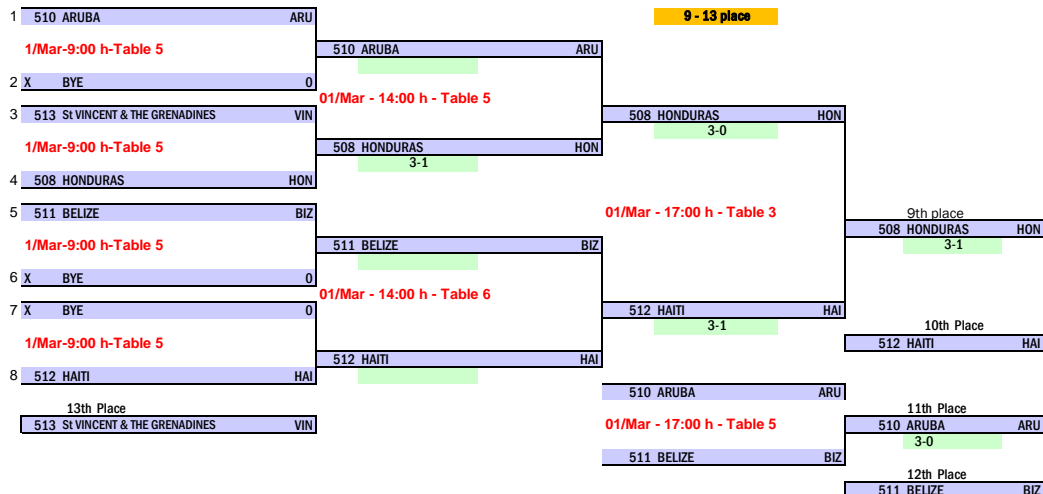 1 510 ARUBA ARU
9 - 13 place
1/Mar-9:00 h-Table 5
510 ARUBA ARU
2 X BYE 0
01/Mar - 14:00 h - Table 5
3 513 St VINCENT & THE GRENADINES VIN
508 HONDURAS HON
3-0
1/Mar-9:00 h-Table 5
508 HONDURAS HON
3-1
4 508 HONDURAS HON
5 511 BELIZE BIZ
01/Mar - 17:00 h - Table 3
9th place
508 HONDURAS HON
3-1
1/Mar-9:00 h-Table 5
511 BELIZE BIZ
6 X BYE 0
01/Mar - 14:00 h - Table 6
7 X BYE 0
512 HAITI HAI
3-1
10th Place
512 HAITI HAI
1/Mar-9:00 h-Table 5
512 HAITI HAI
8 512 HAITI HAI
510 ARUBA ARU
13th Place
513 St VINCENT & THE GRENADINES VIN
01/Mar - 17:00 h - Table 5
11th Place
510 ARUBA ARU
3-0
511 BELIZE BIZ
12th Place
511 BELIZE BIZ